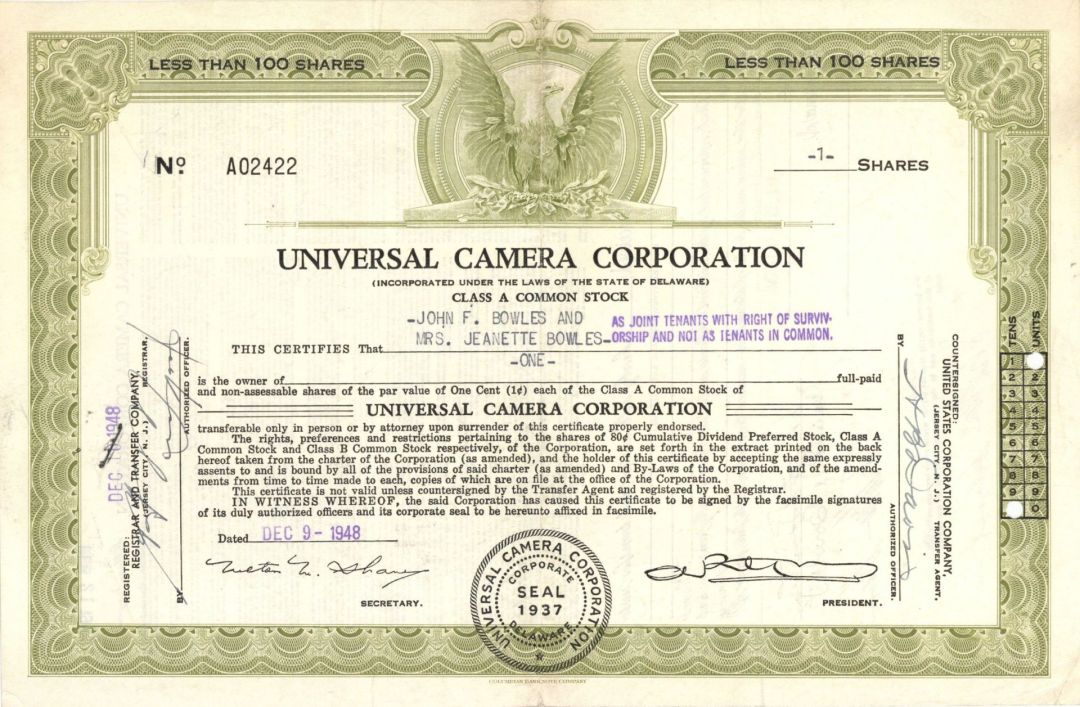 LESS THAN 100 SHARES
LESS THAN 100 SHARES
No. A02422
-1- SHARES
UNIVERSAL CAMERA CORPORATION
(INCORPORATED UNDER THE LAWS OF THE STATE OF DELAWARE)
CLASS A COMMON STOCK
-JOHN F. BOWLES AND
MRS. JEANETTE BOWLES-
AS JOINT TENANTS WITH RIGHT OF SURVIV-
ORSHIP AND NOT AS TENANTS IN COMMON.
THIS CERTIFIES That
-ONE-
is the owner of full-paid
and non-assessable shares of the par value of One Cent (1¢) each of the Class A Common Stock of
UNIVERSAL CAMERA CORPORATION
transferable only in person or by attorney upon surrender of this certificate properly endorsed.
The rights, preferences and restrictions pertaining to the shares of 80¢ Cumulative Dividend Preferred Stock, Class A
Common Stock and Class B Common Stock respectively, of the Corporation, are set forth in the extract printed on the back
hereof taken from the charter of the Corporation (as amended), and the holder of this certificate by accepting the same expressly
assents to and is bound by all of the provisions of said charter (as amended) and By-Laws of the Corporation, and of the amend-
ments from time to time made to each, copies of which are on file at the office of the Corporation.
This certificate is not valid unless countersigned by the Transfer Agent and registered by the Registrar.
IN WITNESS WHEREOF, the said Corporation has caused this certificate to be signed by the facsimile signatures
of its duly authorized officers and its corporate seal to be hereunto affixed in facsimile.
Dated DEC 9 - 1948
SECRETARY.
PRESIDENT.
UNIVERSAL CAMERA CORPORATION
CORPORATE
SEAL
1937
DELAWARE
REGISTERED:
REGISTRAR AND TRANSFER COMPANY,
(JERSEY CITY, N. J.) REGISTRAR.
BY AUTHORIZED OFFICER.
DEC 1948
COUNTERSIGNED:
UNITED STATES CORPORATION COMPANY,
(JERSEY CITY, N. J.) TRANSFER AGENT.
BY AUTHORIZED OFFICER.
TENS UNITS
1
2 2
3 3
4 4
5 5
6 6
7 7
8 8
9 9
0
COLUMBIAN BANK NOTE COMPANY